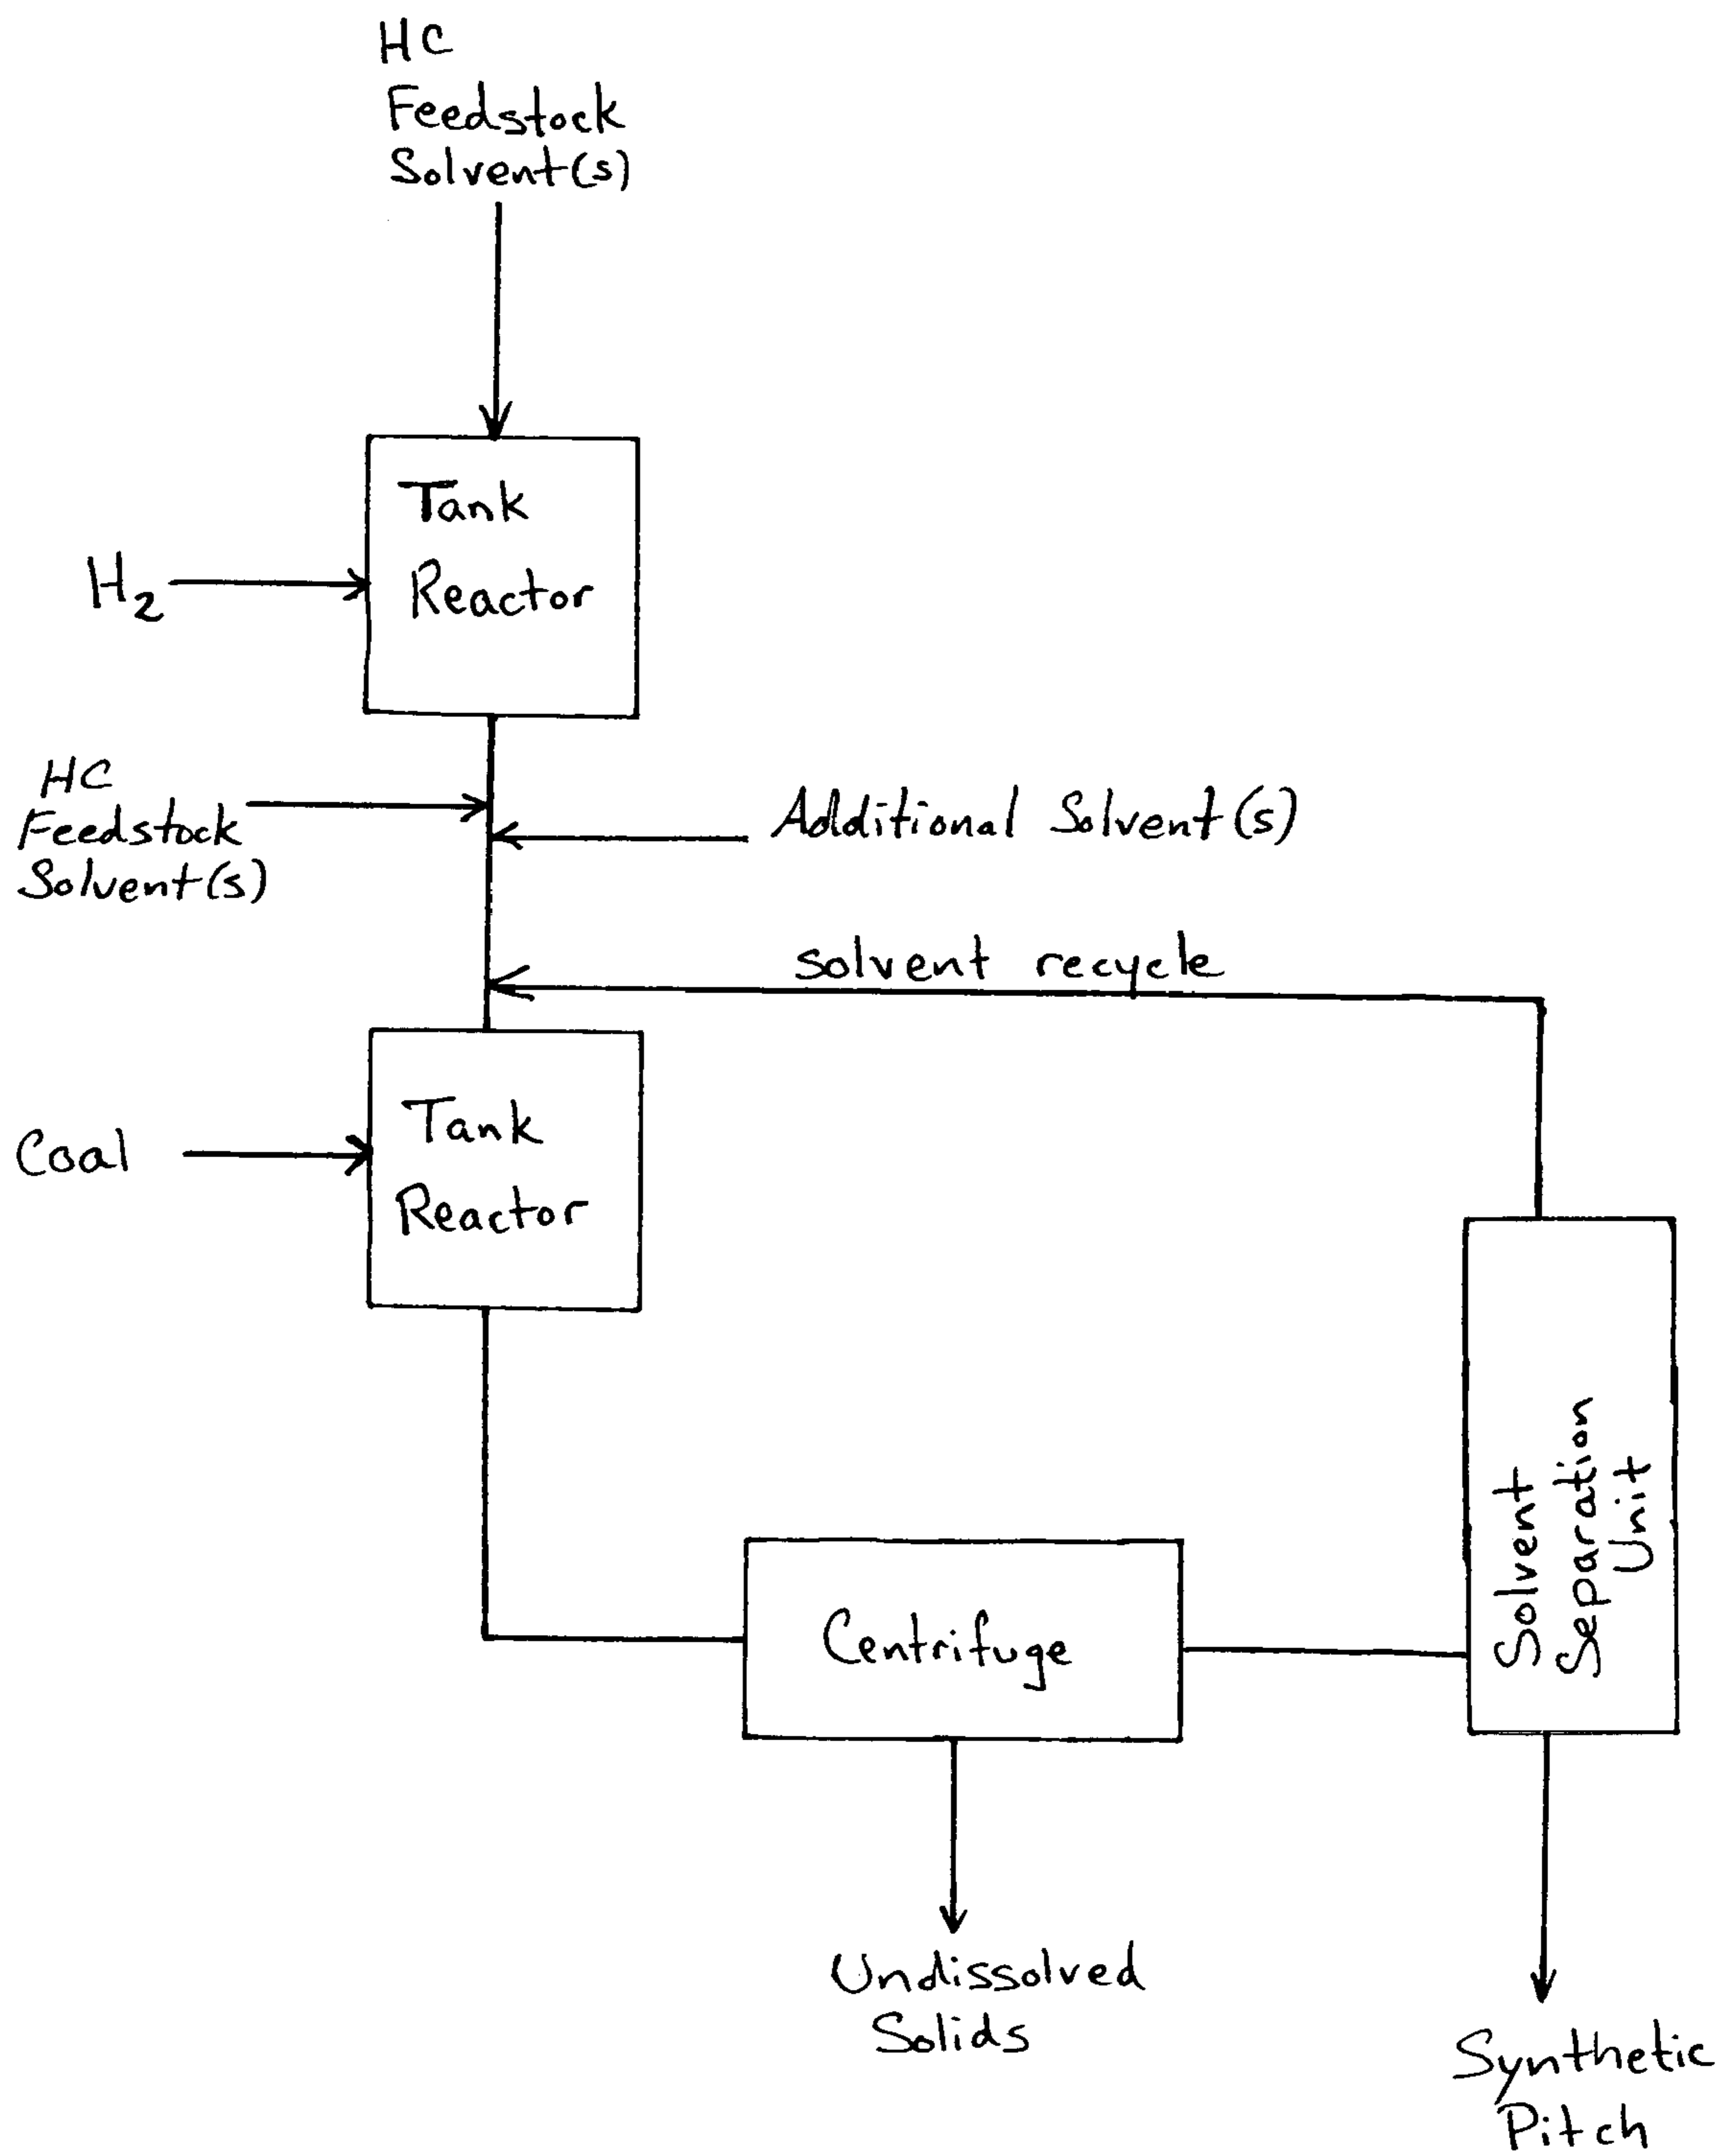 HC
Feedstock
Solvent(s)
Tank
Reactor
H₂
HC
Feedstock
Solvent(s)
Additional Solvent(s)
solvent recycle
Tank
Reactor
Coal
Solvent
Separation
Unit
Centrifuge
Undissolved
Solids
Synthetic
Pitch